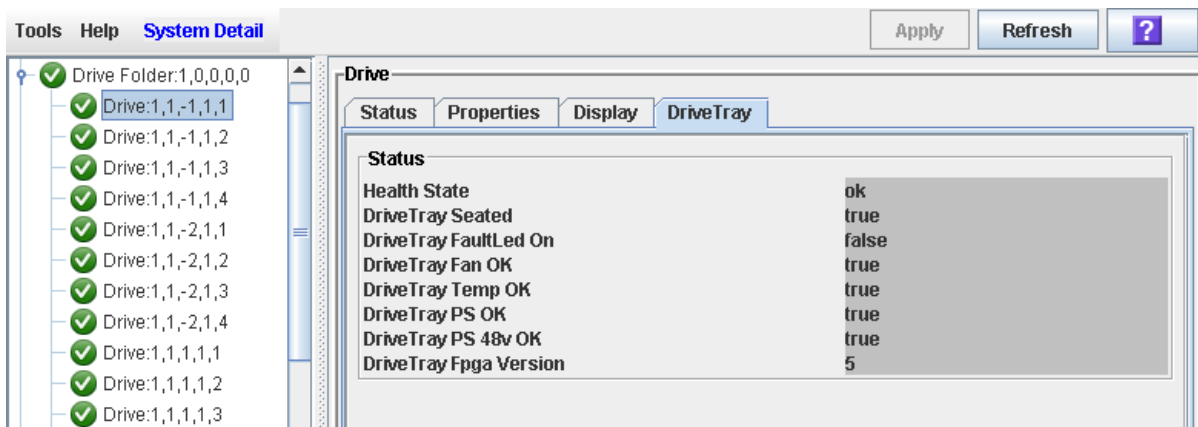 Tools Help System Detail Apply Refresh ?
Drive Folder:1,0,0,0,0
Drive:1,1,-1,1,1
Drive:1,1,-1,1,2
Drive:1,1,-1,1,3
Drive:1,1,-1,1,4
Drive:1,1,-2,1,1
Drive:1,1,-2,1,2
Drive:1,1,-2,1,3
Drive:1,1,-2,1,4
Drive:1,1,1,1,1
Drive:1,1,1,1,2
Drive:1,1,1,1,3
Drive
Status Properties Display DriveTray
Status
Health State ok
DriveTray Seated true
DriveTray FaultLed On false
DriveTray Fan OK true
DriveTray Temp OK true
DriveTray PS OK true
DriveTray PS 48v OK true
DriveTray Fpga Version 5